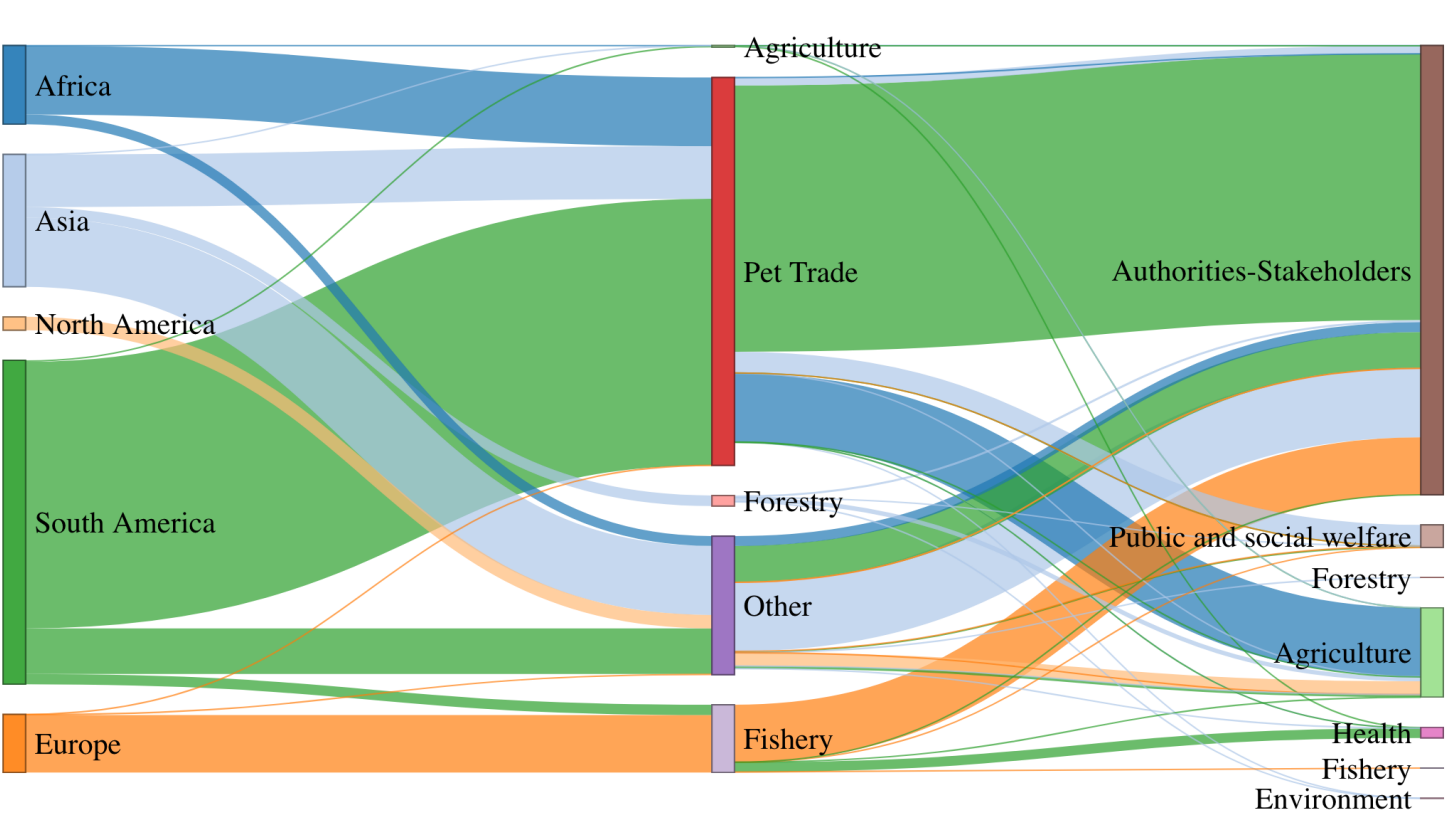 Africa
Asia
North America
South America
Europe
Agriculture
Pet Trade
Forestry
Other
Fishery
Authorities-Stakeholders
Public and social welfare
Forestry
Agriculture
Health
Fishery
Environment